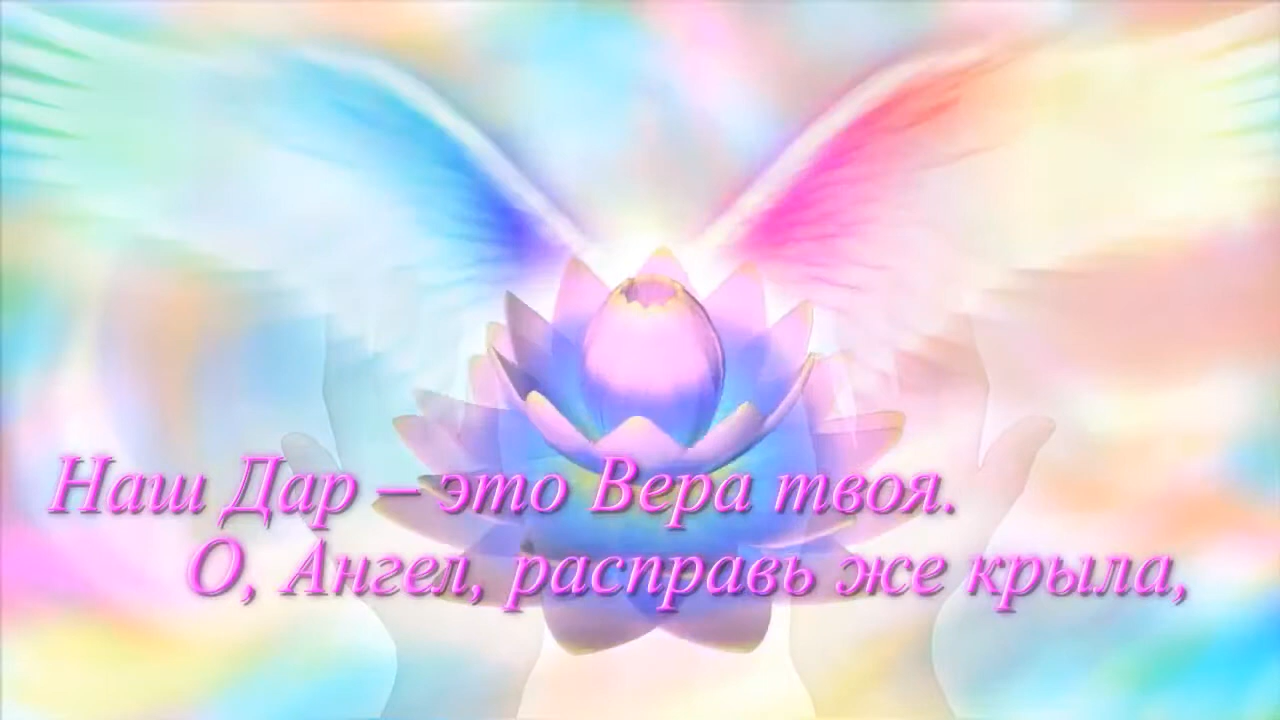 Наш Дар – это Вера твоя.
О, Ангел, расправь же крыла,